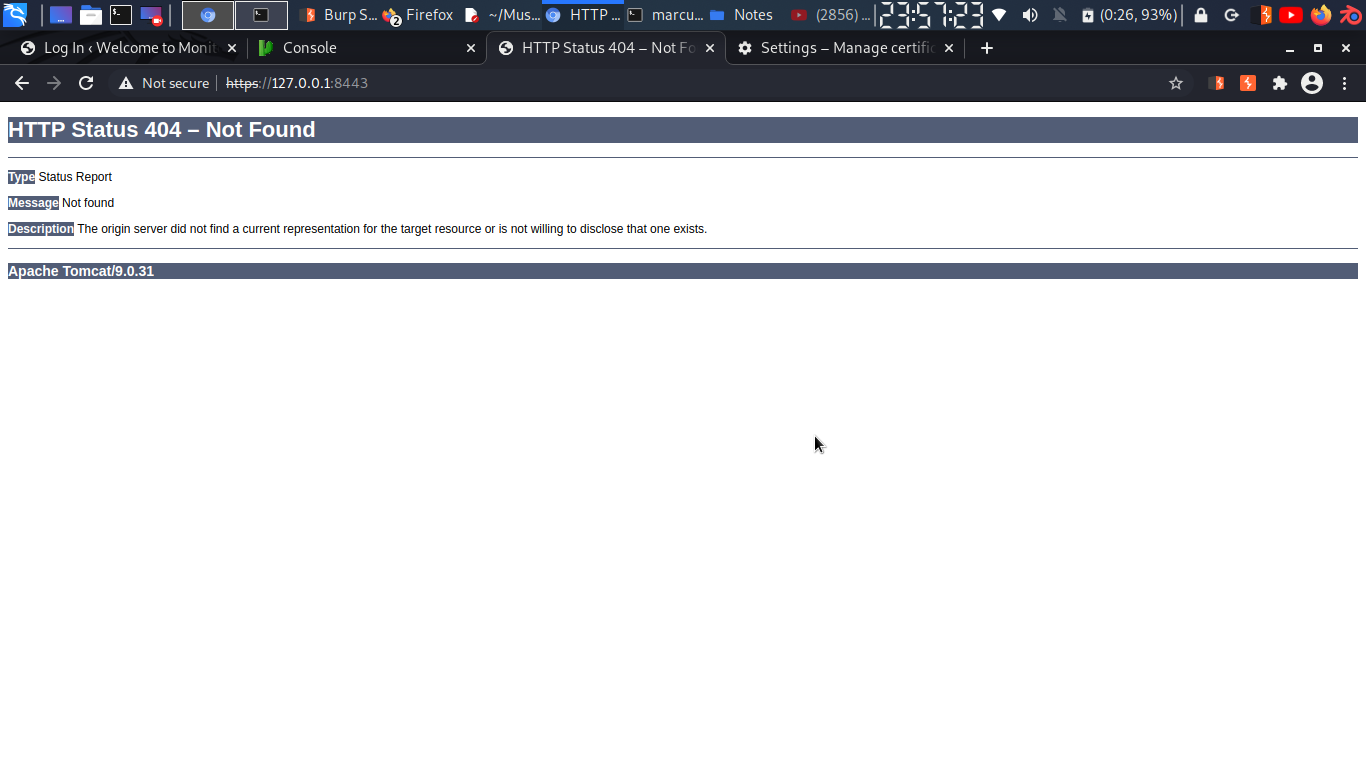 Burp S... 2 Firefox ~/Mus... HTTP ... marcu... Notes (2856) ... 23:57:23 (0:26, 93%)
Log In ‹ Welcome to Monit Console HTTP Status 404 – Not Fo Settings – Manage certific
Not secure https://127.0.0.1:8443
HTTP Status 404 – Not Found
Type Status Report
Message Not found
Description The origin server did not find a current representation for the target resource or is not willing to disclose that one exists.
Apache Tomcat/9.0.31